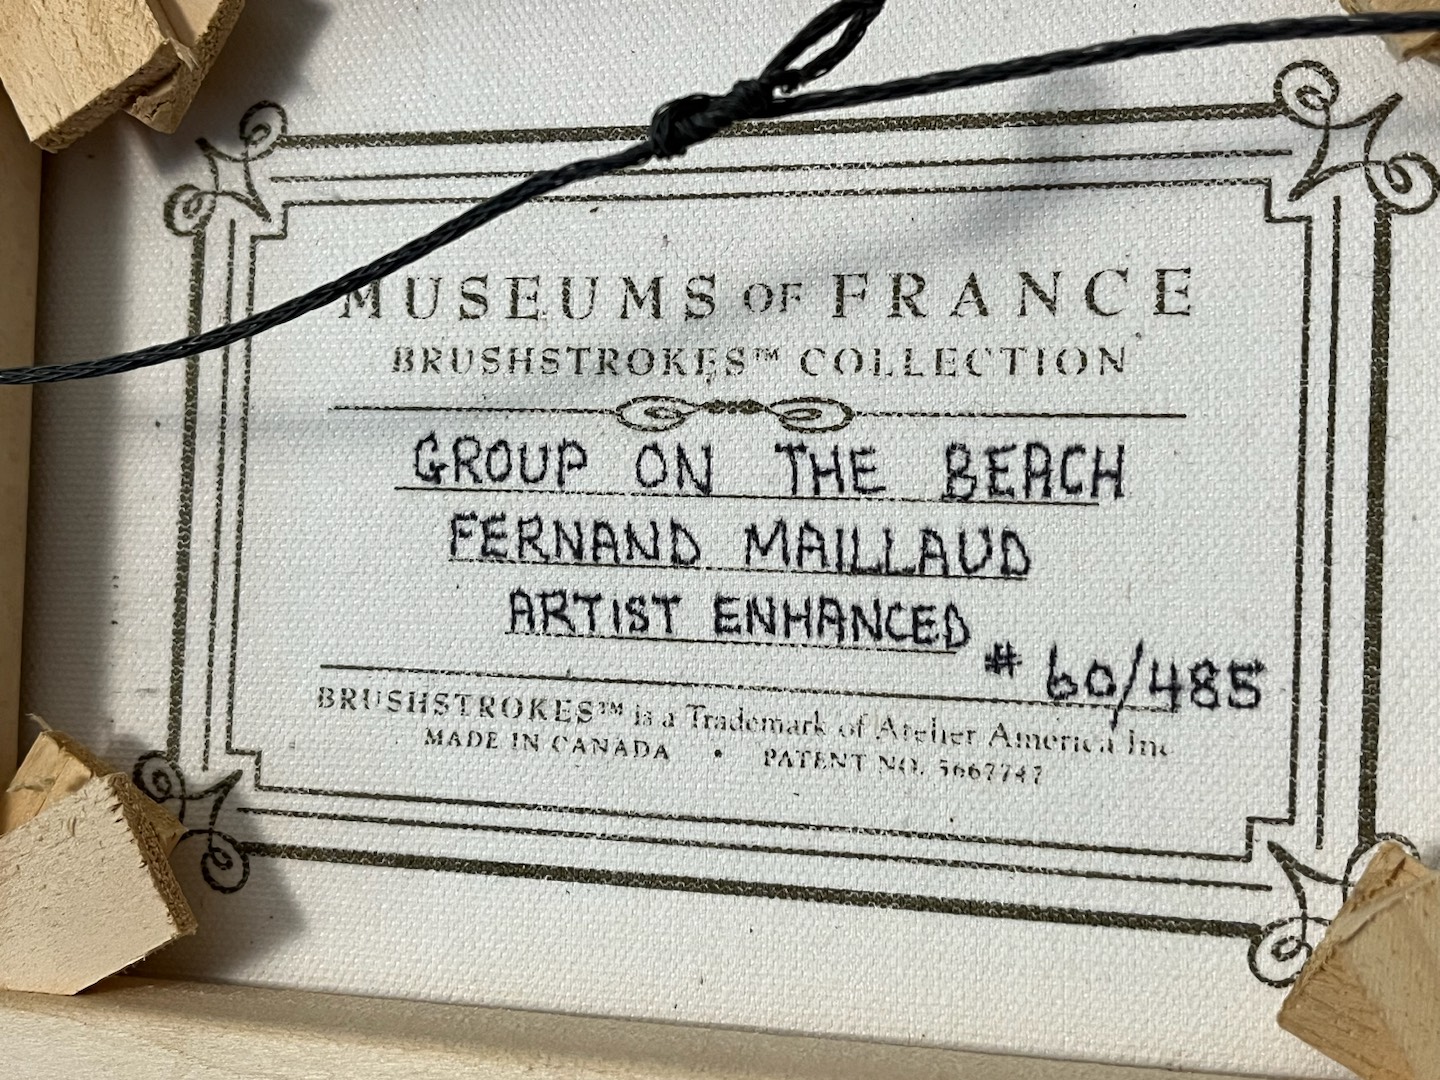 MUSEUMS OF FRANCE
BRUSHSTROKES™ COLLECTION
GROUP ON THE BEACH
FERNAND MAILLAUD
ARTIST ENHANCED
# 60/485
BRUSHSTROKES™ is a Trademark of Atelier America Inc
MADE IN CANADA • PATENT NO. 5667747